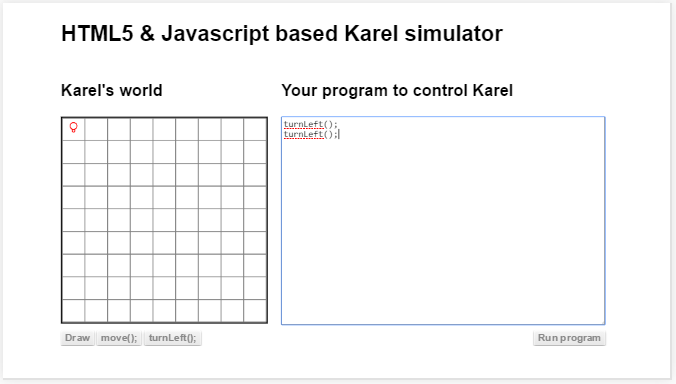 HTML5 & Javascript based Karel simulator
Karel's world
Your program to control Karel
turnLeft();
turnLeft();
Draw move(); turnLeft();
Run program